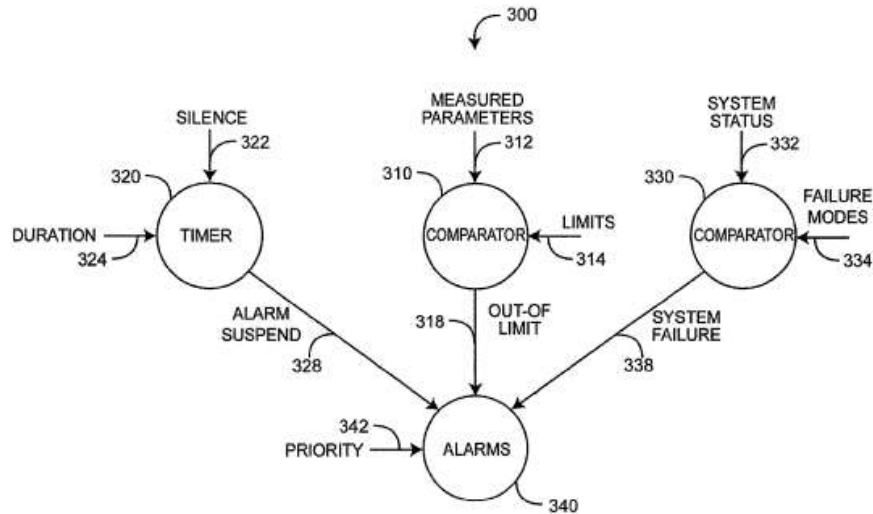 300
MEASURED
PARAMETERS
312
SILENCE
322
SYSTEM
STATUS
332
320
310
330
FAILURE
MODES
334
DURATION
324
TIMER
COMPARATOR
LIMITS
314
COMPARATOR
ALARM
SUSPEND
328
318
OUT-OF
LIMIT
SYSTEM
FAILURE
338
342
PRIORITY
ALARMS
340